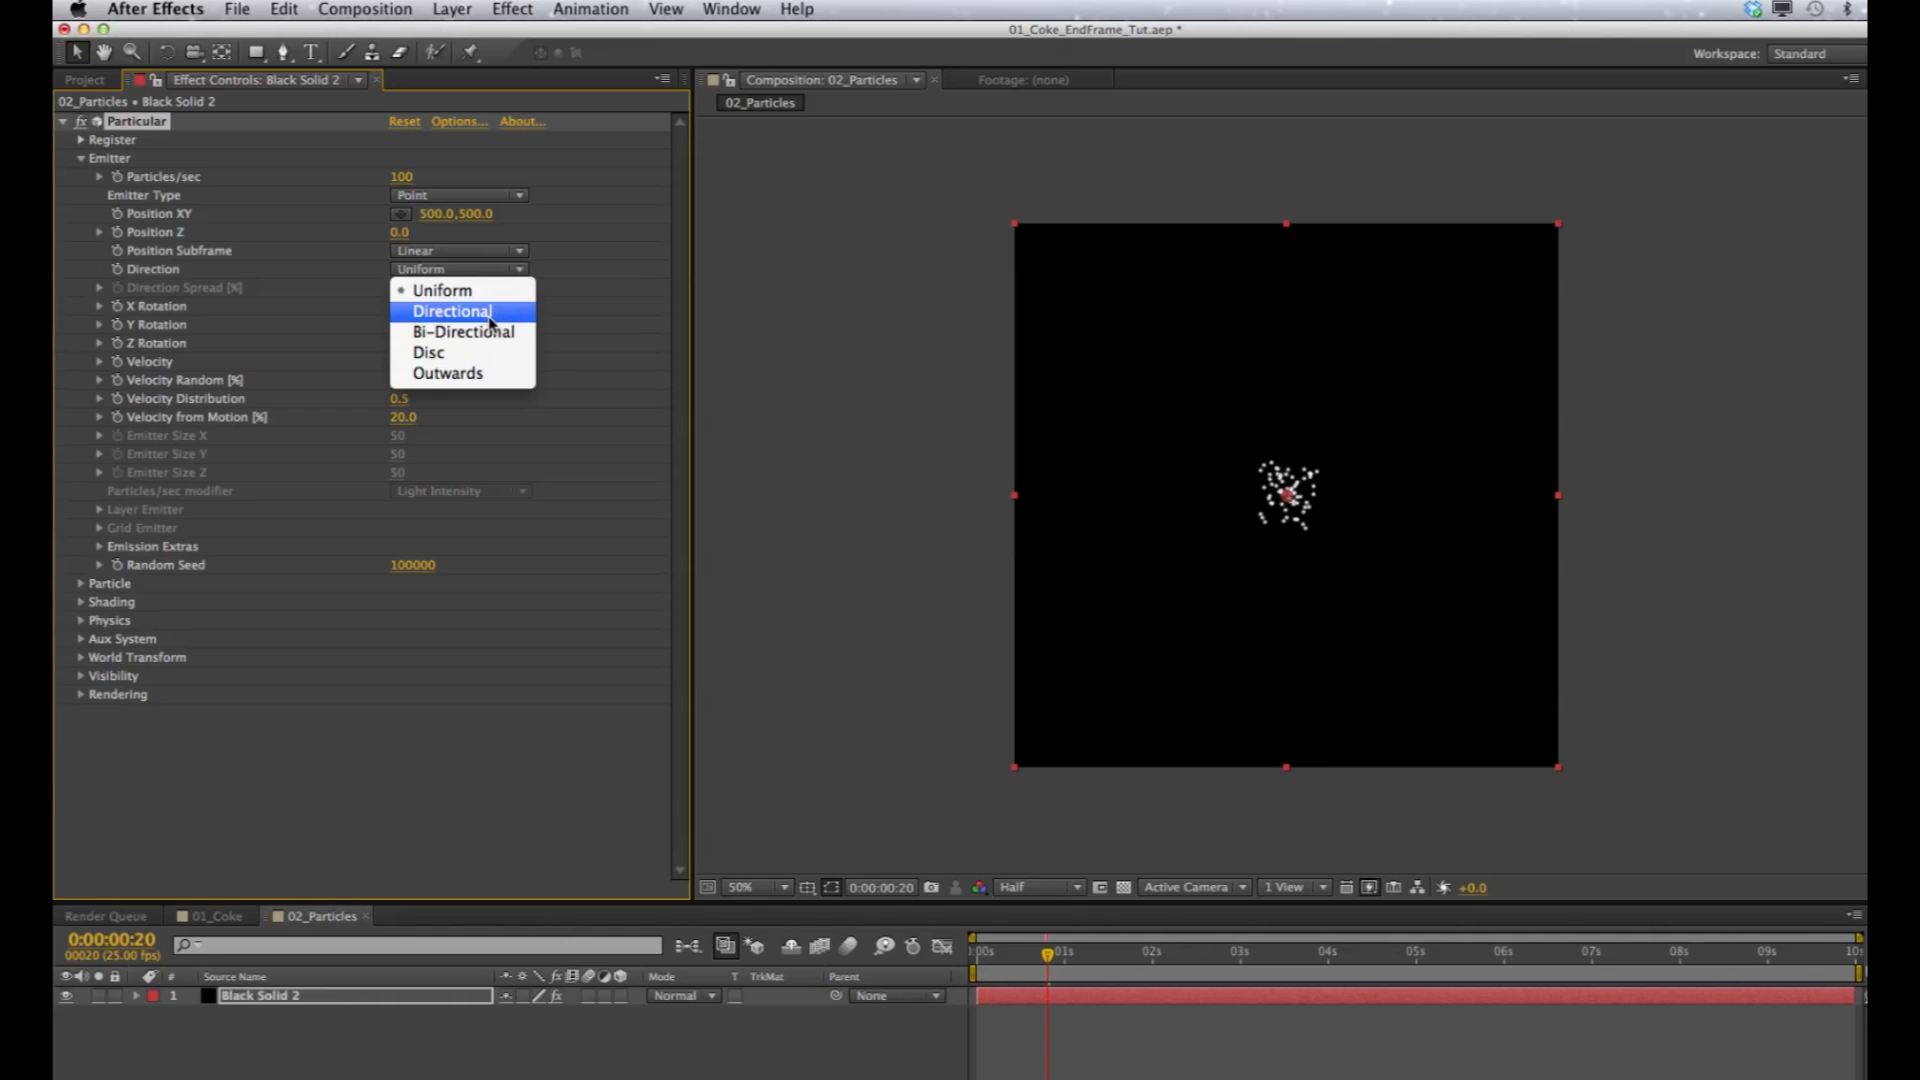 After Effects File Edit Composition Layer Effect Animation View Window Help
01_Coke_EndFrame_Tut.aep *
Workspace: Standard
Project Effect Controls: Black Solid 2 Composition: 02_Particles Footage: (none)
02_Particles • Black Solid 2
02_Particles
fx Particular Reset Options... About...
Register
Emitter
Particles/sec 100
Emitter Type Point
Position XY 500.0,500.0
Position Z 0.0
Position Subframe Linear
Direction Uniform
Direction Spread [%]
Uniform
X Rotation
Directional
Y Rotation
Bi-Directional
Z Rotation
Disc
Velocity
Outwards
Velocity Random [%]
Velocity Distribution 0.5
Velocity from Motion [%] 20.0
Emitter Size X 50
Emitter Size Y 50
Emitter Size Z 50
Particles/sec modifier Light Intensity
Layer Emitter
Grid Emitter
Emission Extras
Random Seed 100000
Particle
Shading
Physics
Aux System
World Transform
Visibility
Rendering
50% 0:00:00:20 Half Active Camera 1 View +0.0
Render Queue 01_Coke 02_Particles
0:00:00:20
00020 (25.00 fps)
:00s 01s 02s 03s 04s 05s 06s 07s 08s 09s 10s
# Source Name fx Mode T TrkMat Parent
1 Black Solid 2 fx Normal None